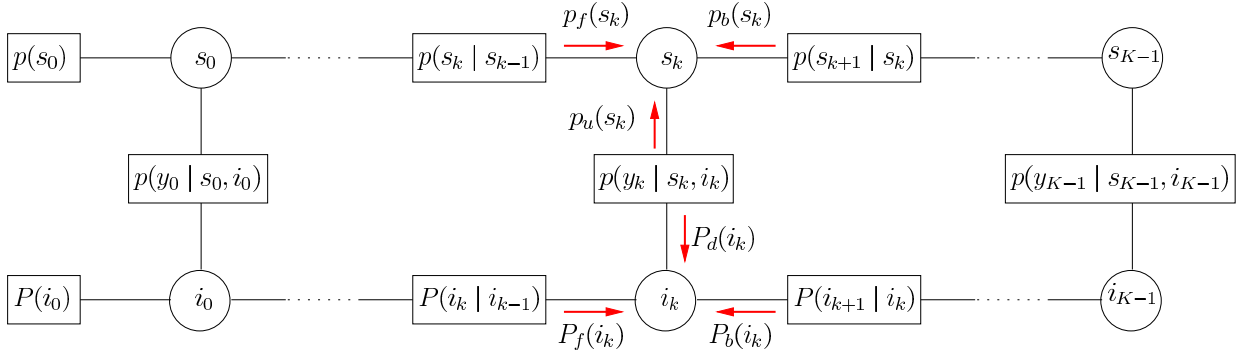 p_f(s_k) p_b(s_k)
p(s_0) s_0 p(s_k | s_{k−1}) s_k p(s_{k+1} | s_k) s_{K−1}
p_u(s_k)
p(y_0 | s_0, i_0) p(y_k | s_k, i_k) p(y_{K−1} | s_{K−1}, i_{K−1})
P_d(i_k)
P(i_0) i_0 P(i_k | i_{k−1}) i_k P(i_{k+1} | i_k) i_{K−1}
P_f(i_k) P_b(i_k)